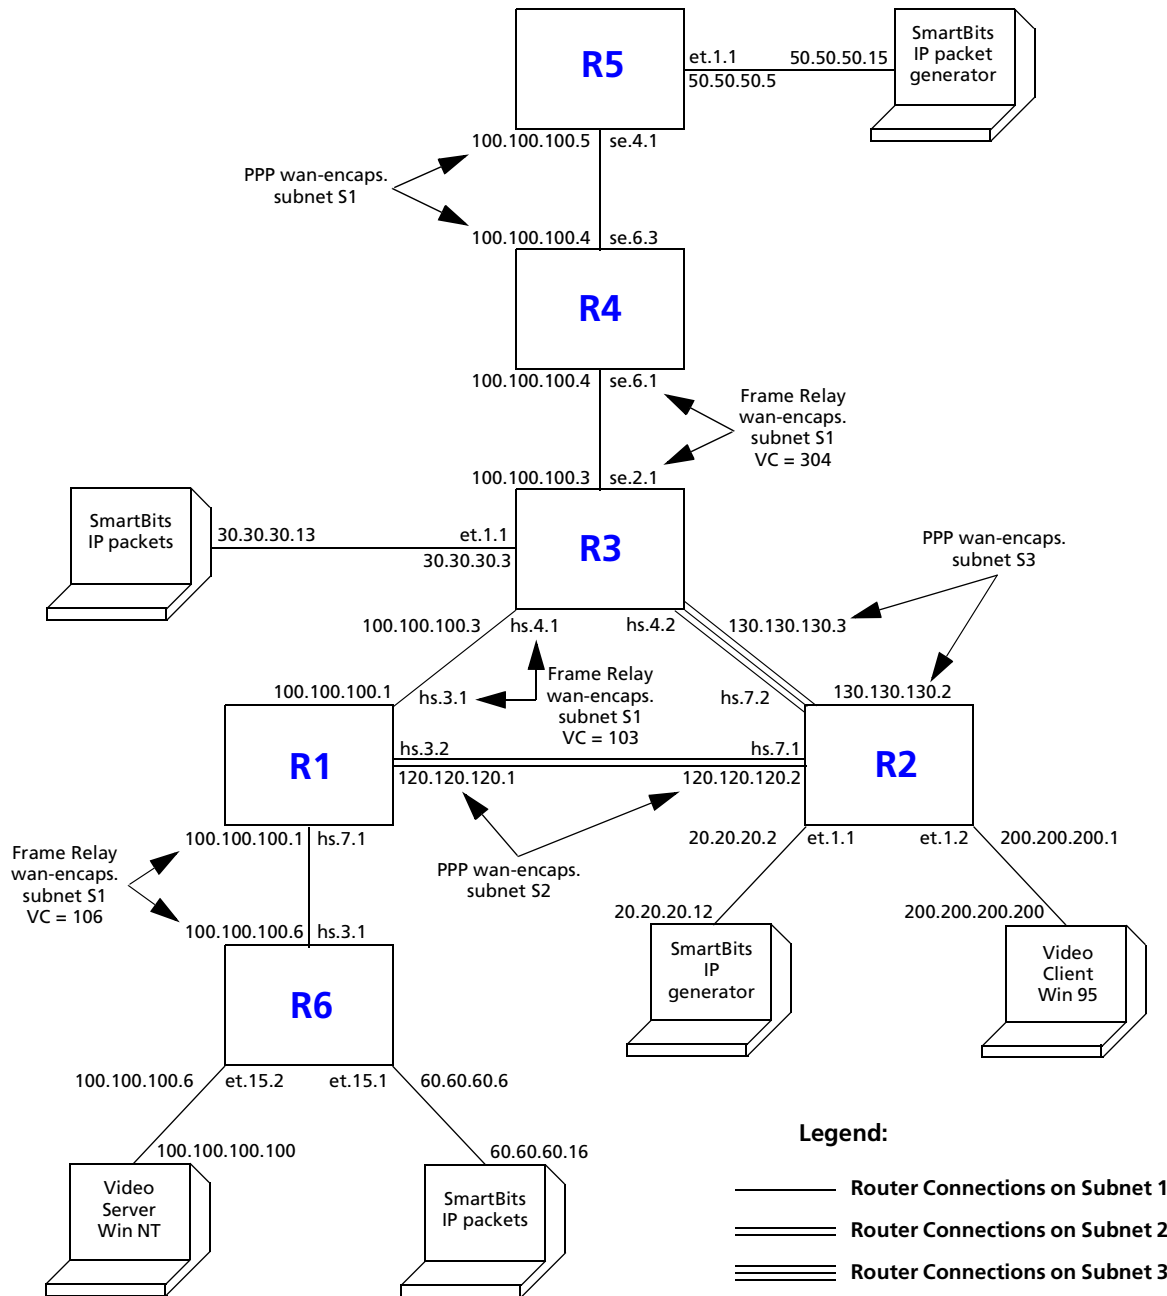 R5
et.1.1
50.50.50.15
50.50.50.5
SmartBits
IP packet
generator
100.100.100.5
se.4.1
PPP wan-encaps.
subnet S1
100.100.100.4
se.6.3
R4
100.100.100.4
se.6.1
Frame Relay
wan-encaps.
subnet S1
VC = 304
100.100.100.3
se.2.1
SmartBits
IP packets
30.30.30.13
et.1.1
30.30.30.3
R3
PPP wan-encaps.
subnet S3
100.100.100.3
hs.4.1
hs.4.2
130.130.130.3
100.100.100.1
hs.3.1
Frame Relay
wan-encaps.
subnet S1
VC = 103
hs.7.2
130.130.130.2
R1
hs.3.2
120.120.120.1
hs.7.1
120.120.120.2
R2
PPP wan-encaps.
subnet S2
100.100.100.1
hs.7.1
Frame Relay
wan-encaps.
subnet S1
VC = 106
100.100.100.6
hs.3.1
20.20.20.2
et.1.1
et.1.2
200.200.200.1
20.20.20.12
200.200.200.200
SmartBits
IP
generator
Video
Client
Win 95
R6
100.100.100.6
et.15.2
et.15.1
60.60.60.6
100.100.100.100
60.60.60.16
Video
Server
Win NT
SmartBits
IP packets
Legend:
Router Connections on Subnet 1
Router Connections on Subnet 2
Router Connections on Subnet 3